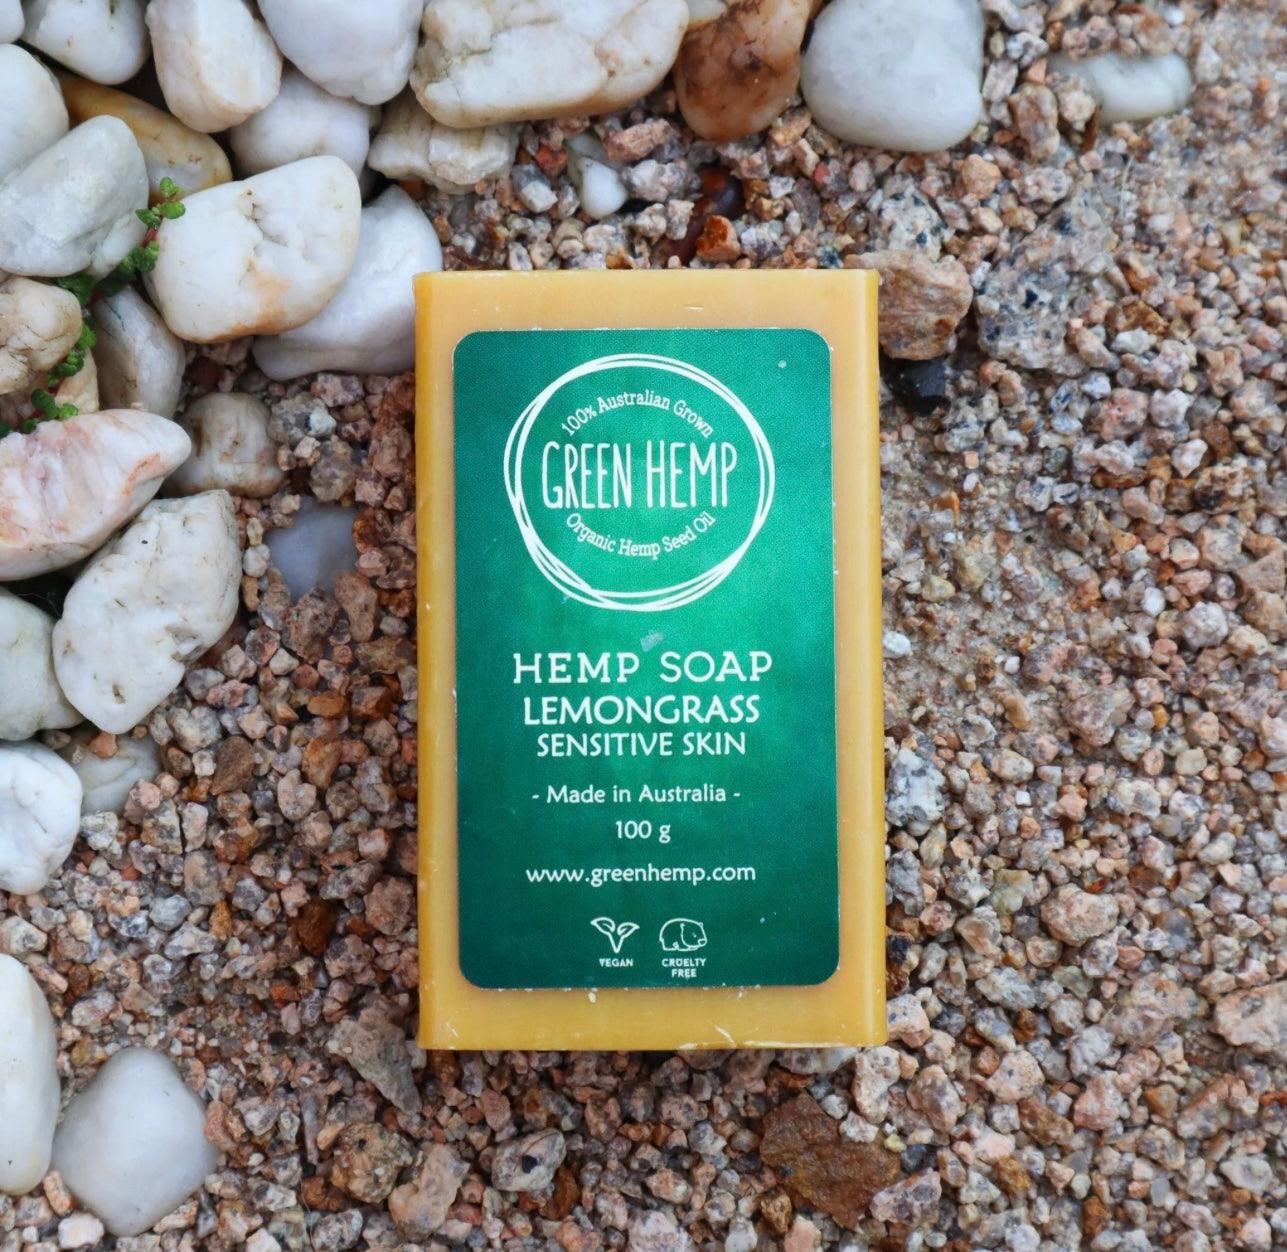 100% Australian Grown
GREEN HEMP
Organic Hemp Seed Oil
HEMP SOAP
LEMONGRASS
SENSITIVE SKIN
- Made in Australia -
100 g
www.greenhemp.com
VEGAN
CRUELTY
FREE